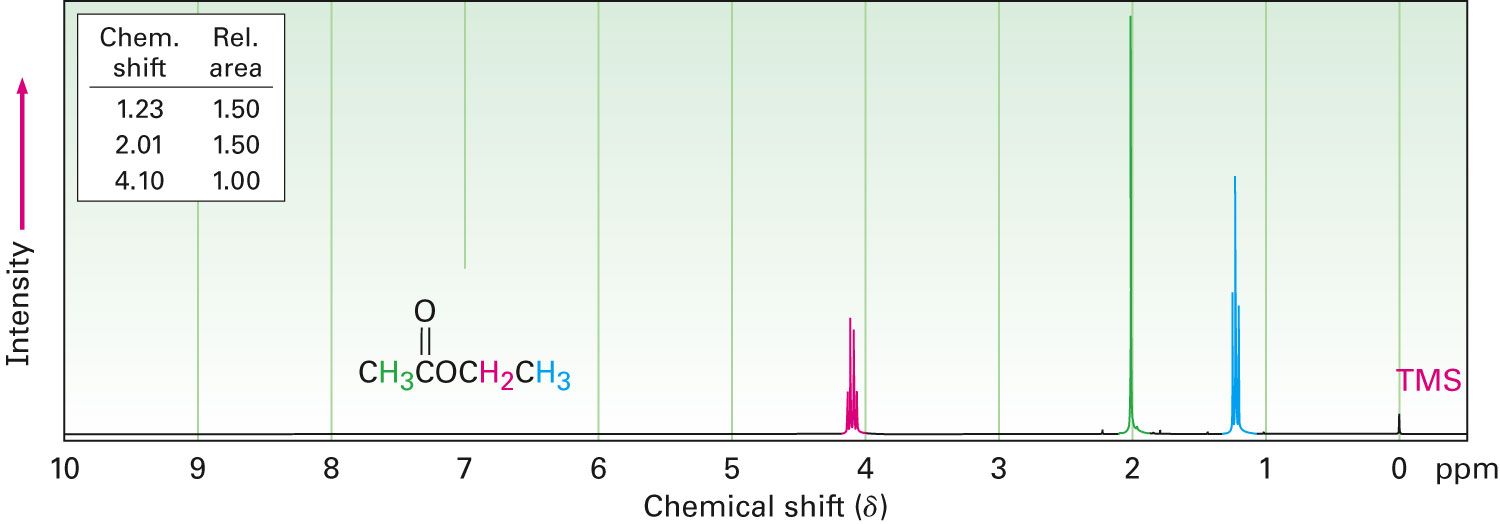 Chem. shift Rel. area
1.23 1.50
2.01 1.50
4.10 1.00
Intensity
O
CH3COCH2CH3
TMS
10 9 8 7 6 5 4 3 2 1 0 ppm
Chemical shift (δ)